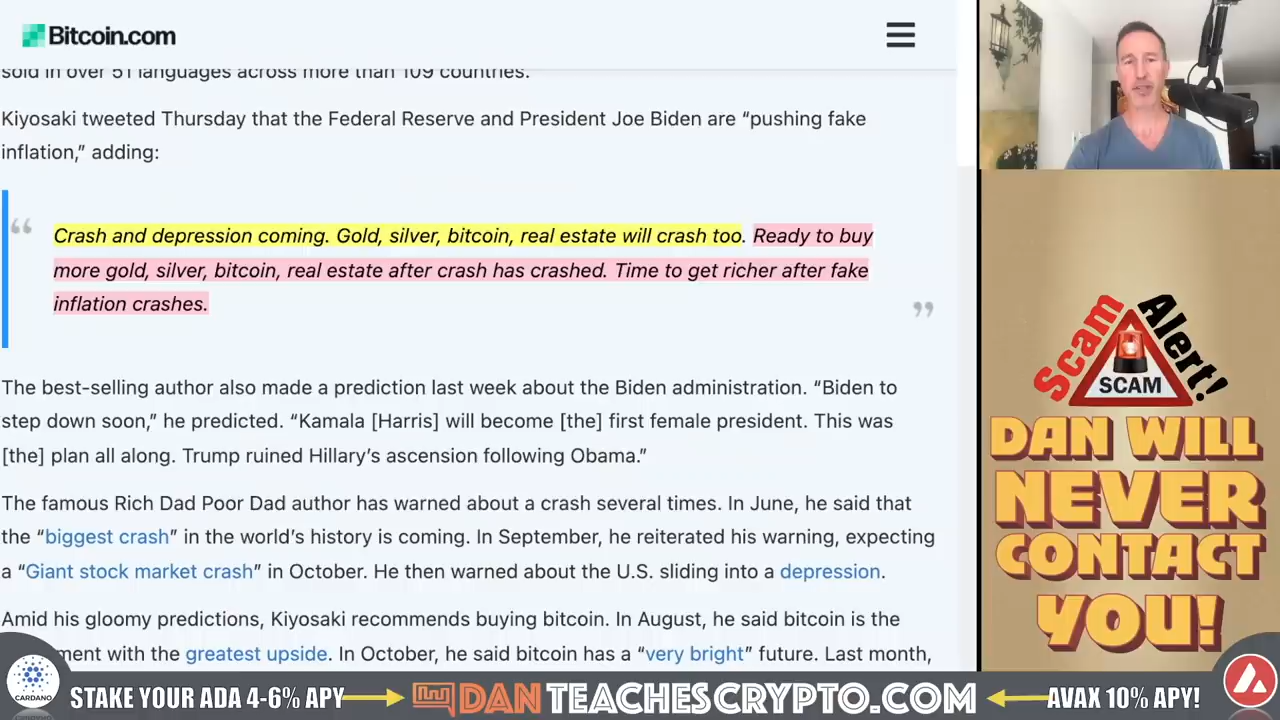 Bitcoin.com
sold in over 51 languages across more than 109 countries.
Kiyosaki tweeted Thursday that the Federal Reserve and President Joe Biden are “pushing fake
inflation,” adding:
“
Crash and depression coming. Gold, silver, bitcoin, real estate will crash too. Ready to buy
more gold, silver, bitcoin, real estate after crash has crashed. Time to get richer after fake
inflation crashes.
”
The best-selling author also made a prediction last week about the Biden administration. “Biden to
step down soon,” he predicted. “Kamala [Harris] will become [the] first female president. This was
[the] plan all along. Trump ruined Hillary’s ascension following Obama.”
The famous Rich Dad Poor Dad author has warned about a crash several times. In June, he said that
the “biggest crash” in the world’s history is coming. In September, he reiterated his warning, expecting
a “Giant stock market crash” in October. He then warned about the U.S. sliding into a depression.
Amid his gloomy predictions, Kiyosaki recommends buying bitcoin. In August, he said bitcoin is the
with the greatest upside. In October, he said bitcoin has a “very bright” future. Last month,
Scam Alert!
SCAM
DAN WILL
NEVER
CONTACT
YOU!
CARDANO
STAKE YOUR ADA 4-6% APY
DANTEACHESCRYPTO.COM
AVAX 10% APY!